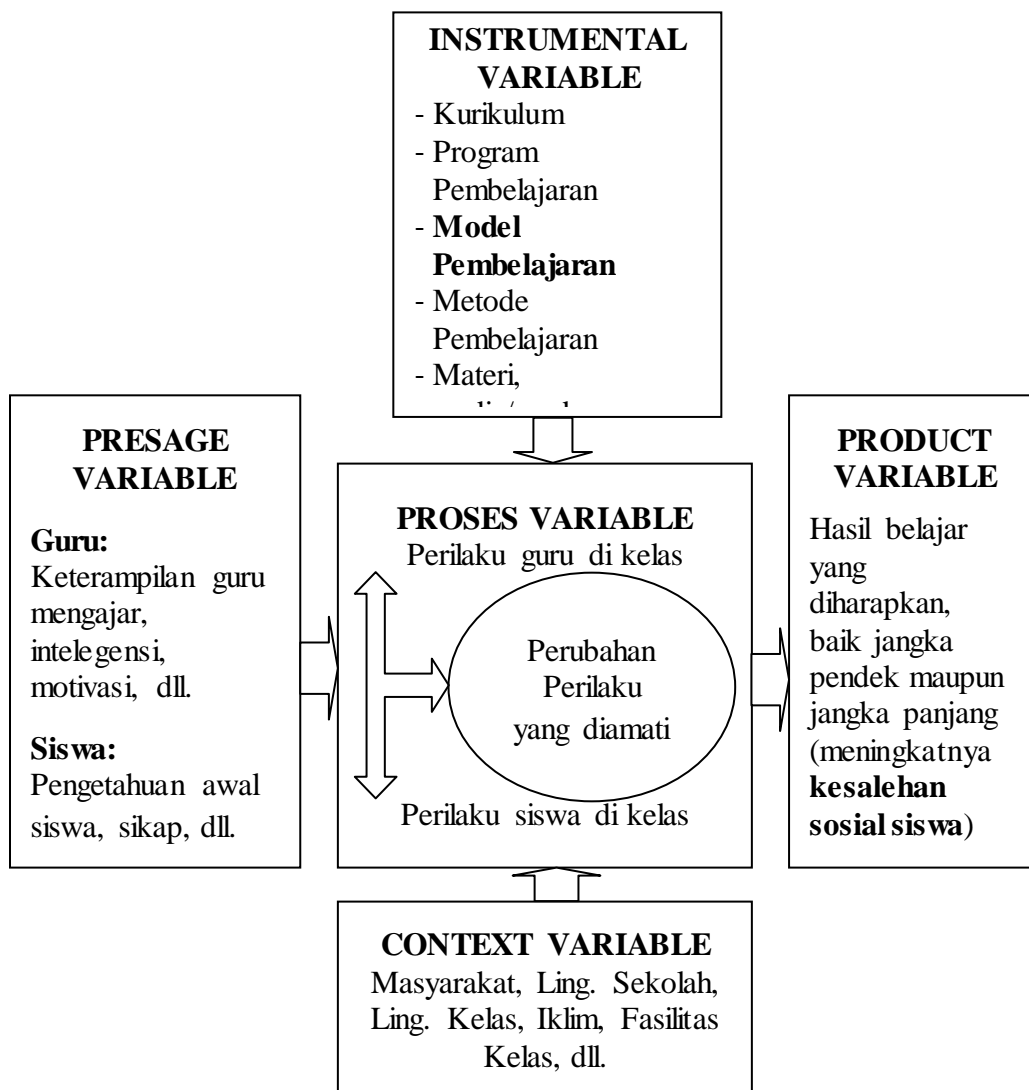 INSTRUMENTAL
VARIABLE
- Kurikulum
- Program
Pembelajaran
- Model
Pembelajaran
- Metode
Pembelajaran
- Materi,
PRESAGE
VARIABLE
Guru:
Keterampilan guru
mengajar,
intelegensi,
motivasi, dll.
Siswa:
Pengetahuan awal
siswa, sikap, dll.
PROSES VARIABLE
Perilaku guru di kelas
Perubahan
Perilaku
yang diamati
Perilaku siswa di kelas
PRODUCT
VARIABLE
Hasil belajar
yang
diharapkan,
baik jangka
pendek maupun
jangka panjang
(meningkatnya
kesalehan
sosial siswa)
CONTEXT VARIABLE
Masyarakat, Ling. Sekolah,
Ling. Kelas, Iklim, Fasilitas
Kelas, dll.